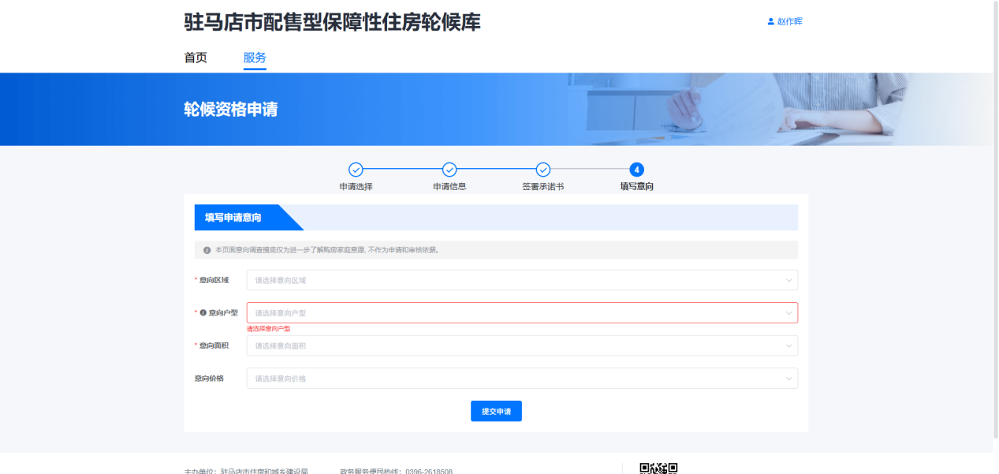 驻马店市配售型保障性住房轮候库
赵作晖
首页 服务
轮候资格申请
4
申请选择 申请信息 签署承诺书 填写意向
填写申请意向
本页面意向调查摸底仅为进一步了解购房家庭意愿, 不作为申请和审核依据。
* 意向区域 请选择意向区域
* 意向户型 请选择意向户型
请选择意向户型
* 意向面积 请选择意向面积
意向价格 请选择意向价格
提交申请
主办单位：驻马店市住房和城乡建设局 政务服务便民热线：0396-2618508